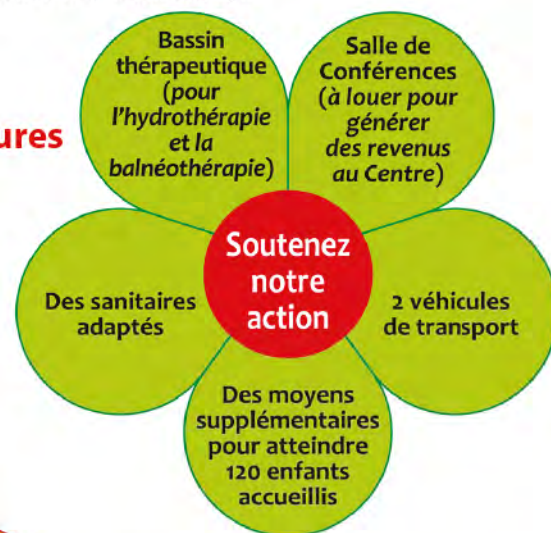 Bassin
thérapeutique
(pour
l'hydrothérapie
et la
balnéothérapie)
Salle de
Conférences
(à louer pour
générer
des revenus
au Centre)
ures
Soutenez
notre
action
Des sanitaires
adaptés
2 véhicules
de transport
Des moyens
supplémentaires
pour atteindre
120 enfants
accueillis